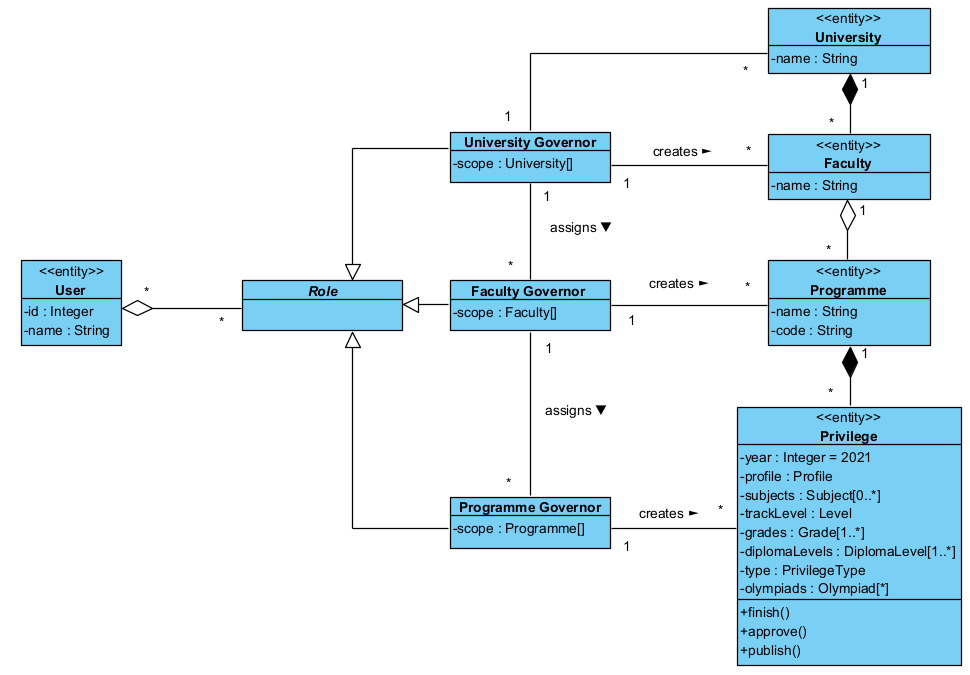 <<entity>>
University
-name : String
1
*
*
1
*
University Governor
-scope : University[]
creates ►
*
1
1
<<entity>>
Faculty
-name : String
1
*
assigns ▼
*
<<entity>>
User
-id : Integer
-name : String
*
*
Role
Faculty Governor
-scope : Faculty[]
creates ►
*
1
1
<<entity>>
Programme
-name : String
-code : String
1
*
assigns ▼
*
Programme Governor
-scope : Programme[]
creates ►
*
1
<<entity>>
Privilege
-year : Integer = 2021
-profile : Profile
-subjects : Subject[0..*]
-trackLevel : Level
-grades : Grade[1..*]
-diplomaLevels : DiplomaLevel[1..*]
-type : PrivilegeType
-olympiads : Olympiad[*]
+finish()
+approve()
+publish()